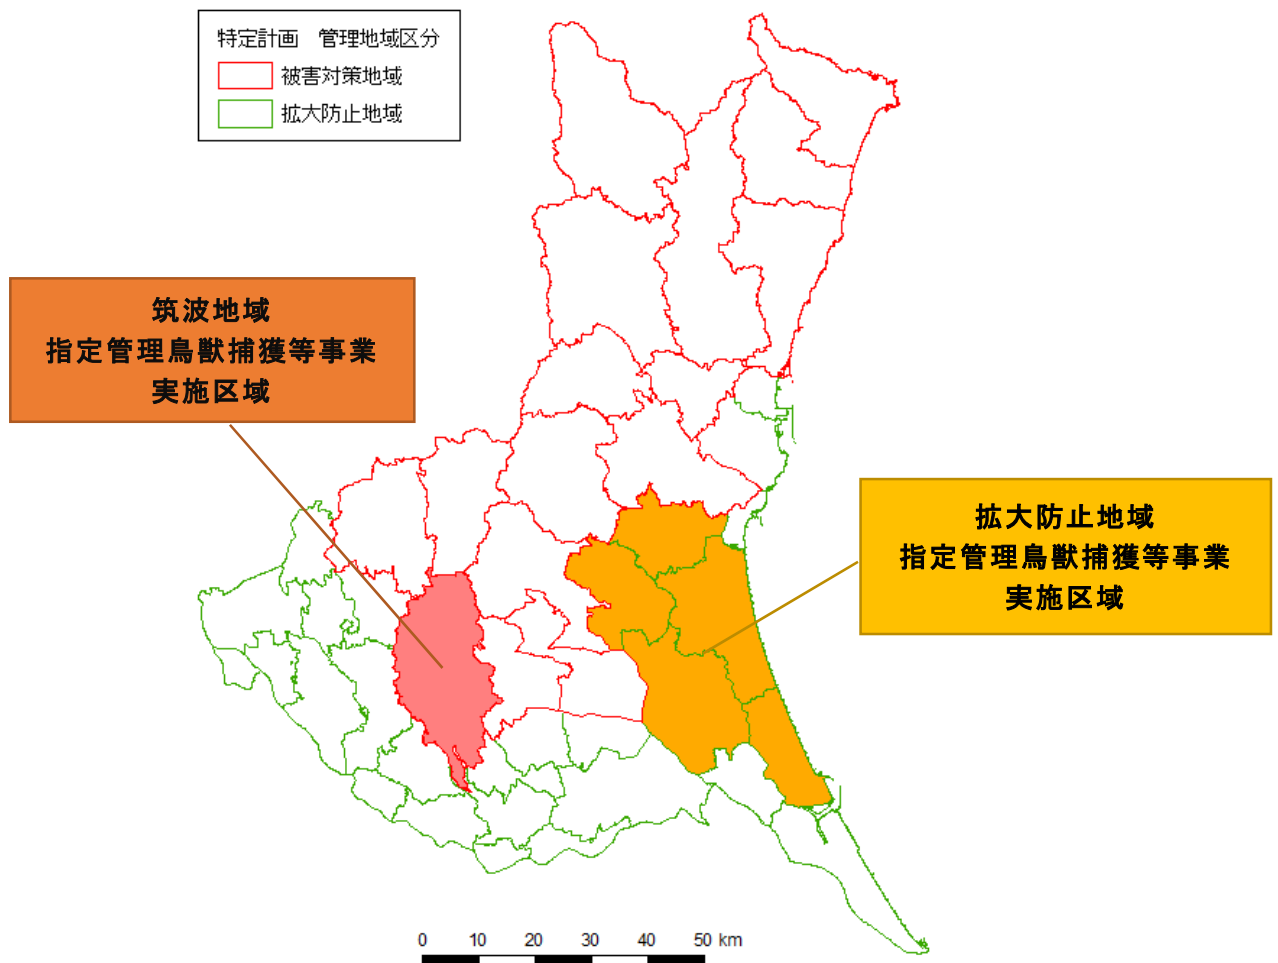 特定計画　管理地域区分
被害対策地域
拡大防止地域
筑波地域
指定管理鳥獣捕獲等事業
実施区域
拡大防止地域
指定管理鳥獣捕獲等事業
実施区域
0 10 20 30 40 50 km